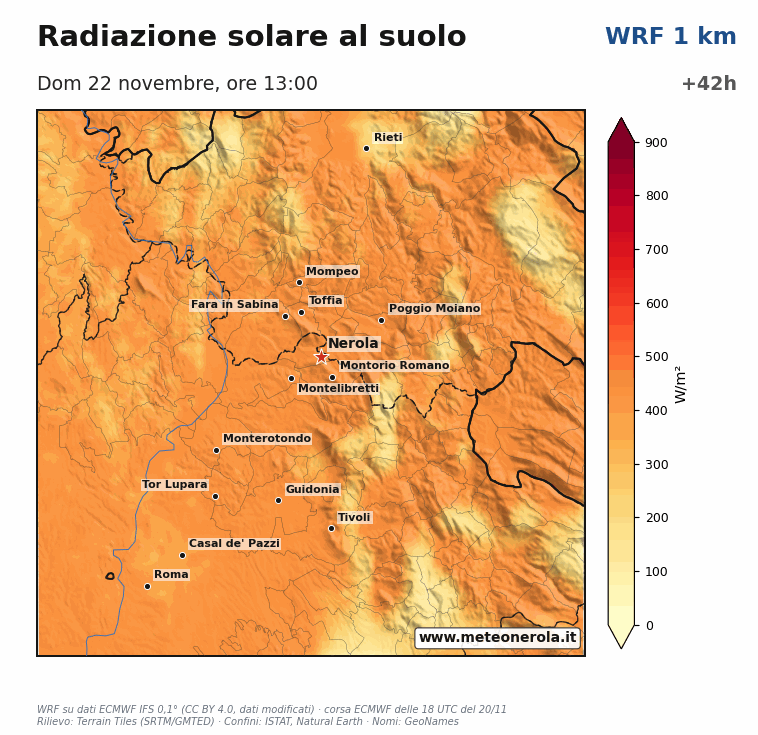 Radiazione solare al suolo
WRF 1 km
Dom 22 novembre, ore 13:00
+42h
Rieti
Mompeo
Fara in Sabina
Toffia
Poggio Moiano
Nerola
Montorio Romano
Montelibretti
Monterotondo
Tor Lupara
Guidonia
Tivoli
Casal de' Pazzi
Roma
www.meteonerola.it
900
800
700
600
500
400
300
200
100
0
W/m²
WRF su dati ECMWF IFS 0,1° (CC BY 4.0, dati modificati) · corsa ECMWF delle 18 UTC del 20/11
Rilievo: Terrain Tiles (SRTM/GMTED) · Confini: ISTAT, Natural Earth · Nomi: GeoNames